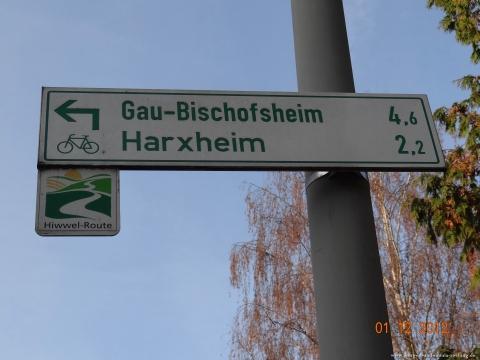 Gau-Bischofsheim 4,6
Harxheim 2,2
Hiwwel-Route
01.12.2012